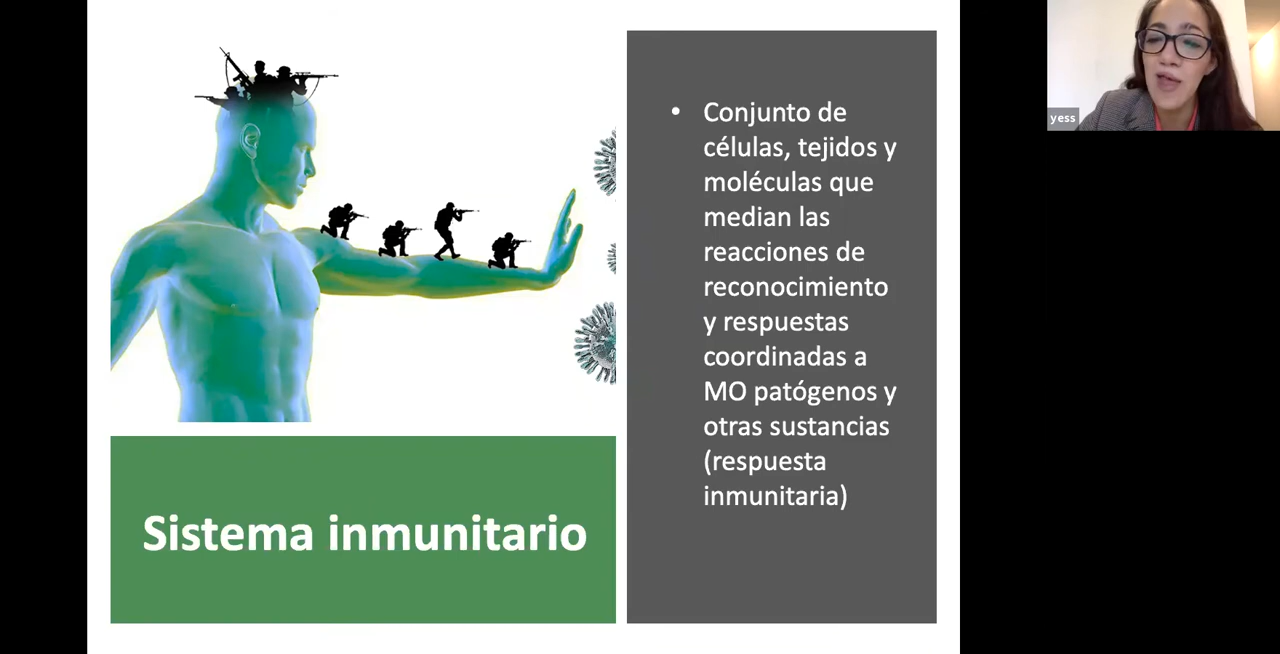 Sistema inmunitario
• Conjunto de
células, tejidos y
moléculas que
median las
reacciones de
reconocimiento
y respuestas
coordinadas a
MO patógenos y
otras sustancias
(respuesta
inmunitaria)
yess